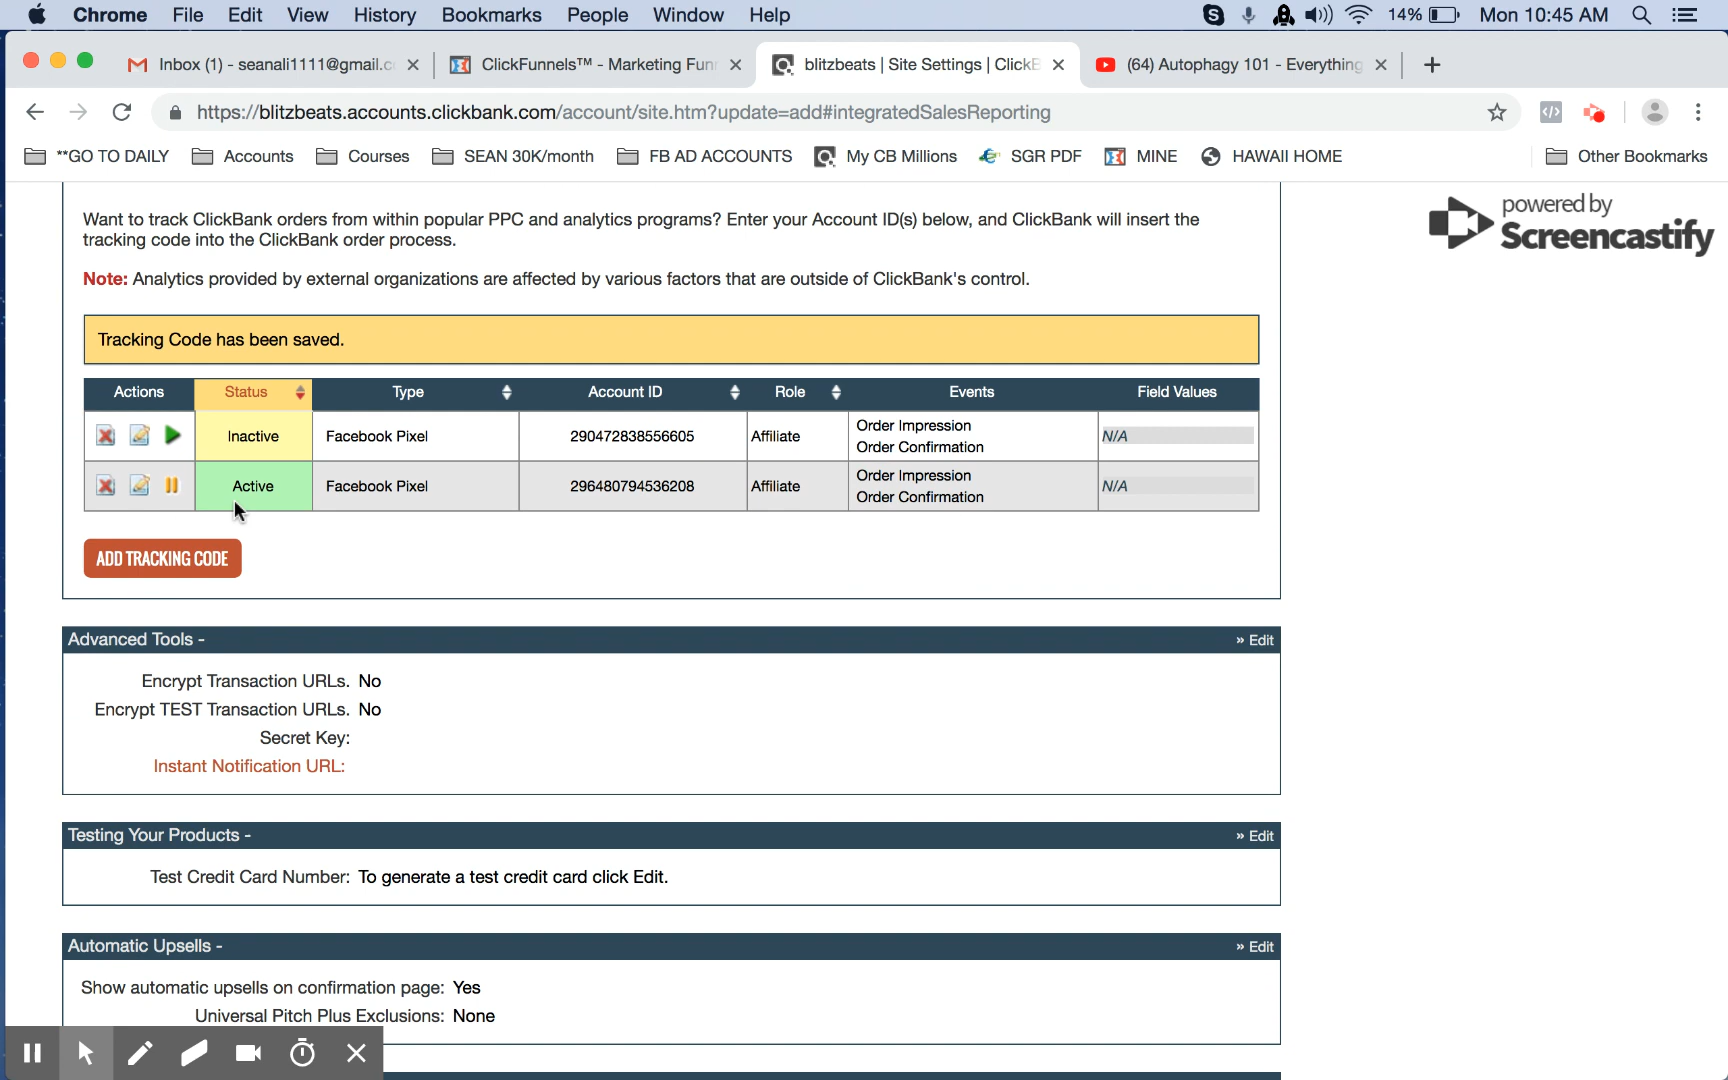 Chrome File Edit View History Bookmarks People Window Help 14% Mon 10:45 AM
Inbox (1) - seanali1111@gmail.c ClickFunnels™ - Marketing Fun blitzbeats | Site Settings | ClickB (64) Autophagy 101 - Everything
https://blitzbeats.accounts.clickbank.com/account/site.htm?update=add#integratedSalesReporting
**GO TO DAILY Accounts Courses SEAN 30K/month FB AD ACCOUNTS My CB Millions SGR PDF MINE HAWAII HOME Other Bookmarks
powered by
Screencastify
Want to track ClickBank orders from within popular PPC and analytics programs? Enter your Account ID(s) below, and ClickBank will insert the
tracking code into the ClickBank order process.
Note: Analytics provided by external organizations are affected by various factors that are outside of ClickBank's control.
Tracking Code has been saved.
Actions Status Type Account ID Role Events Field Values
Inactive Facebook Pixel 290472838556605 Affiliate Order Impression N/A
Order Confirmation
Active Facebook Pixel 296480794536208 Affiliate Order Impression N/A
Order Confirmation
ADD TRACKING CODE
Advanced Tools - » Edit
Encrypt Transaction URLs. No
Encrypt TEST Transaction URLs. No
Secret Key:
Instant Notification URL:
Testing Your Products - » Edit
Test Credit Card Number: To generate a test credit card click Edit.
Automatic Upsells - » Edit
Show automatic upsells on confirmation page: Yes
Universal Pitch Plus Exclusions: None